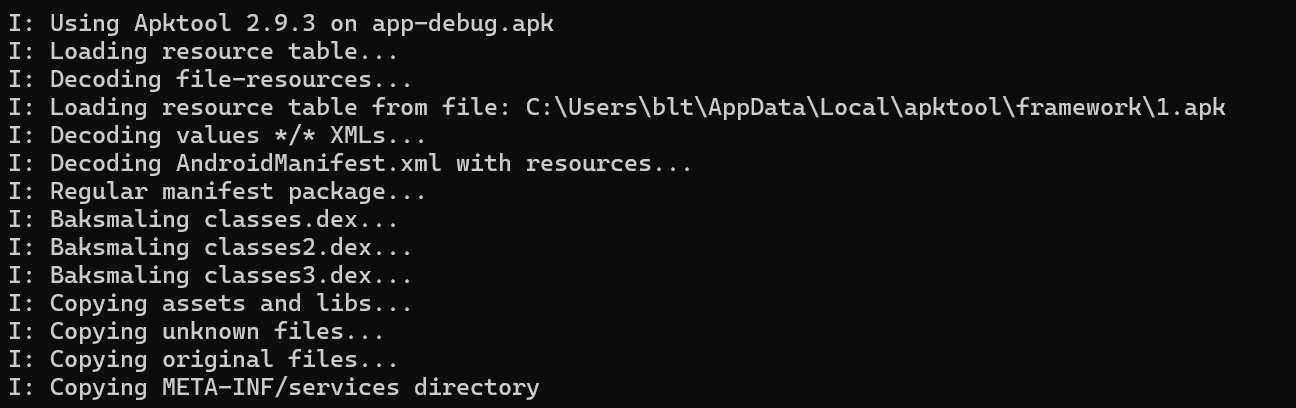 I: Using Apktool 2.9.3 on app-debug.apk
I: Loading resource table...
I: Decoding file-resources...
I: Loading resource table from file: C:\Users\blt\AppData\Local\apktool\framework\1.apk
I: Decoding values */* XMLs...
I: Decoding AndroidManifest.xml with resources...
I: Regular manifest package...
I: Baksmaling classes.dex...
I: Baksmaling classes2.dex...
I: Baksmaling classes3.dex...
I: Copying assets and libs...
I: Copying unknown files...
I: Copying original files...
I: Copying META-INF/services directory